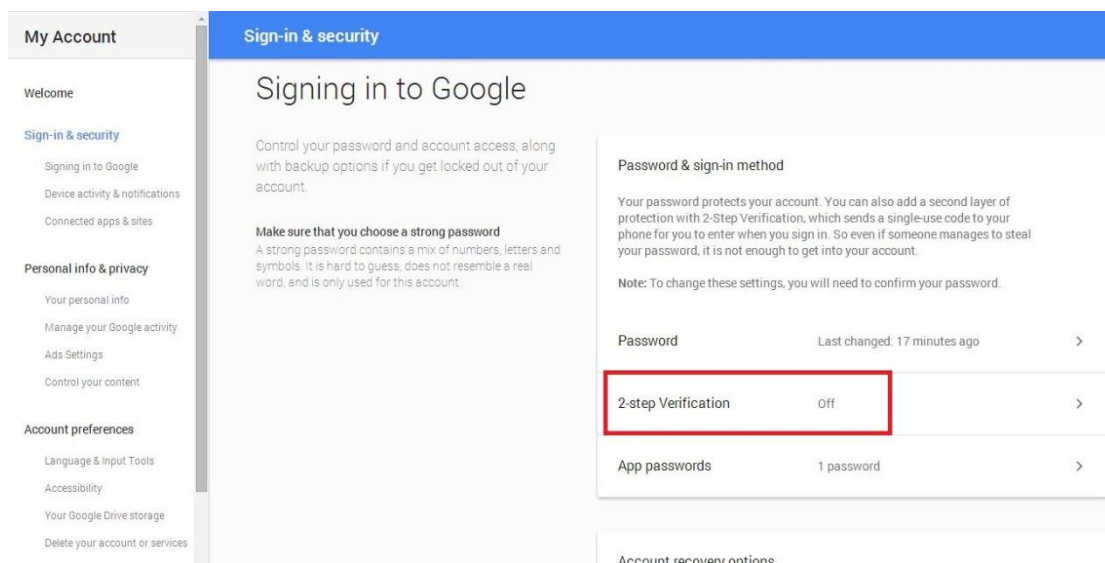 My Account
Sign-in & security
Welcome
Sign-in & security
Signing in to Google
Device activity & notifications
Connected apps & sites
Personal info & privacy
Your personal info
Manage your Google activity
Ads Settings
Control your content
Account preferences
Language & Input Tools
Accessibility
Your Google Drive storage
Delete your account or services
Signing in to Google
Control your password and account access, along
with backup options if you get locked out of your
account.
Make sure that you choose a strong password
A strong password contains a mix of numbers, letters and
symbols. It is hard to guess, does not resemble a real
word, and is only used for this account.
Password & sign-in method
Your password protects your account. You can also add a second layer of
protection with 2-Step Verification, which sends a single-use code to your
phone for you to enter when you sign in. So even if someone manages to steal
your password, it is not enough to get into your account.
Note: To change these settings, you will need to confirm your password.
Password Last changed: 17 minutes ago
2-step Verification Off
App passwords 1 password
Account recovery options